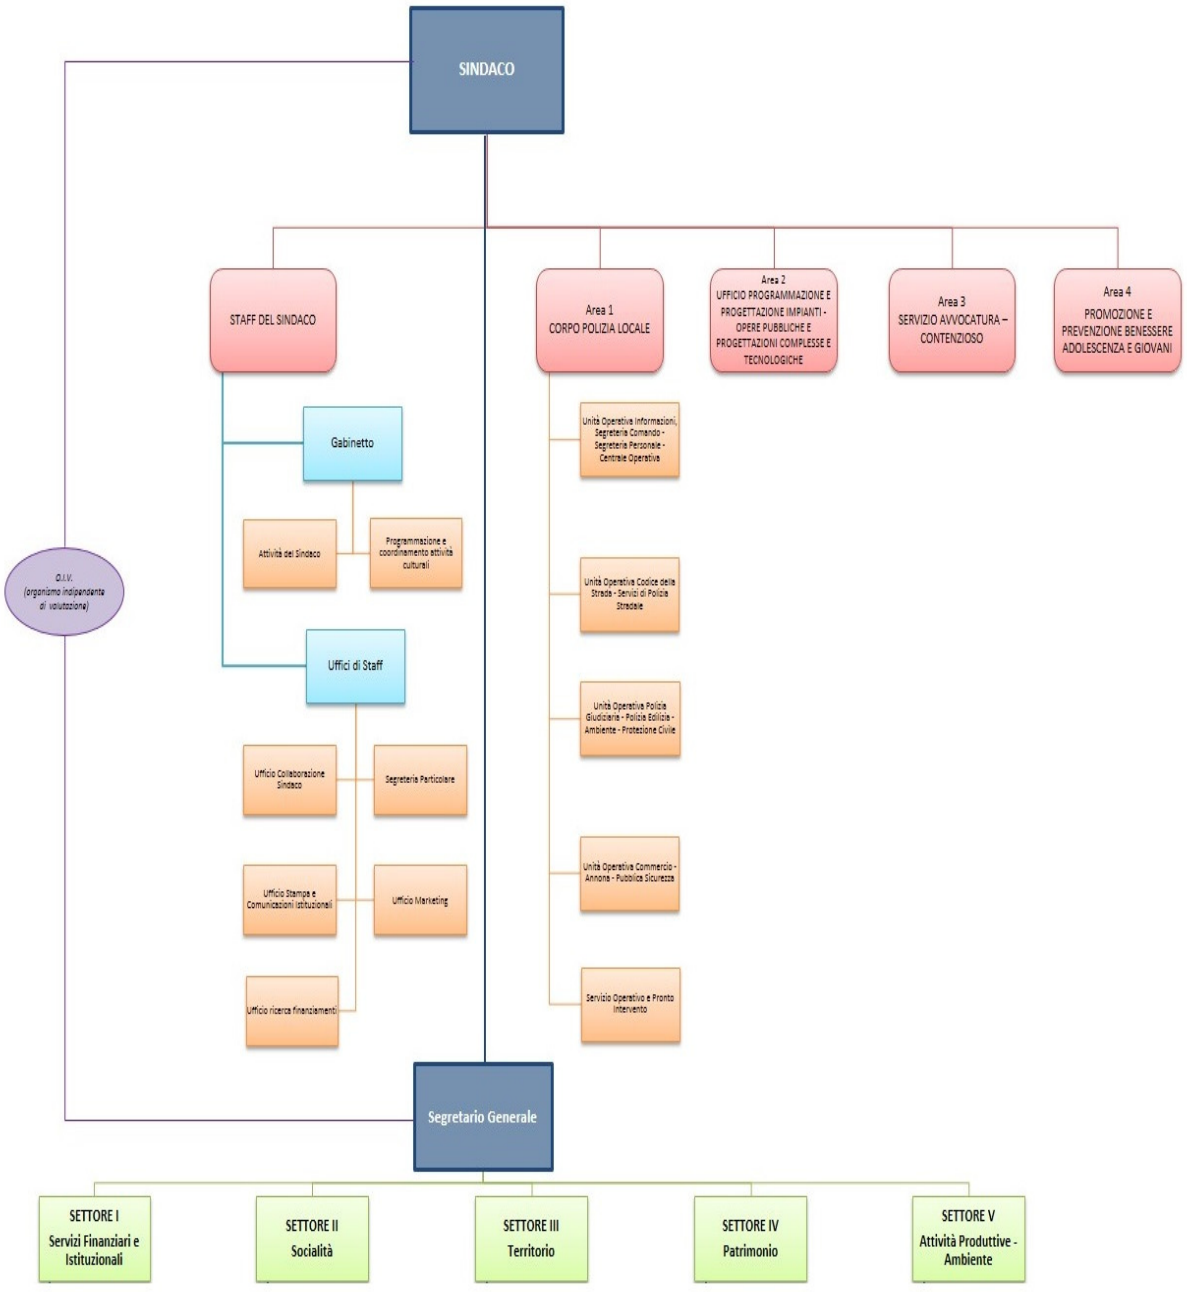 SINDACO
STAFF DEL SINDACO
Area 1
CORPO POLIZIA LOCALE
Area 2
UFFICIO PROGRAMMAZIONE E
PROGETTAZIONE IMPIANTI -
OPERE PUBBLICHE E
PROGETTAZIONI COMPLESSE E
TECNOLOGICHE
Area 3
SERVIZIO AVVOCATURA –
CONTENZIOSO
Area 4
PROMOZIONE E
PREVENZIONE BENESSERE
ADOLESCENZA E GIOVANI
Gabinetto
Attività del Sindaco
Programmazione e
coordinamento attività
culturali
Uffici di Staff
Ufficio Collaborazione
Sindaco
Segreteria Particolare
Ufficio Stampa e
Comunicazioni Istituzionali
Ufficio Marketing
Ufficio ricerca finanziamenti
Unità Operativa Informazioni,
Segreteria Comando -
Segreteria Personale -
Centrale Operativa
Unità Operativa Codice della
Strada - Servizi di Polizia
Stradale
Unità Operativa Polizia
Giudiziaria - Polizia Edilizia -
Ambiente - Protezione Civile
Unità Operativa Commercio -
Annona - Pubblica Sicurezza
Servizio Operativo e Pronto
Intervento
O.I.V.
(organismo indipendente
di valutazione)
Segretario Generale
SETTORE I
Servizi Finanziari e
Istituzionali
SETTORE II
Socialità
SETTORE III
Territorio
SETTORE IV
Patrimonio
SETTORE V
Attività Produttive -
Ambiente